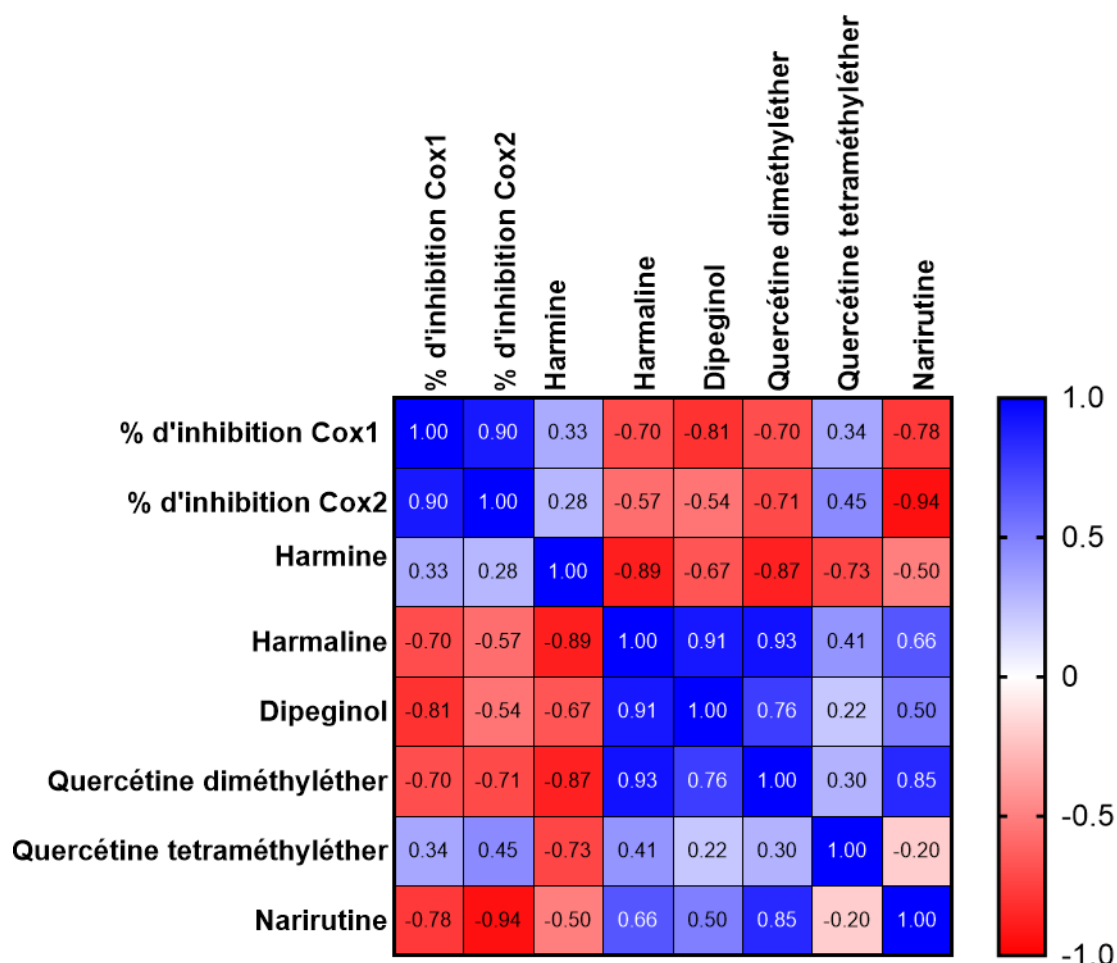 % d'inhibition Cox1
% d'inhibition Cox2
Harmine
Harmaline
Dipeginol
Quercétine diméthyléther
Quercétine tetraméthyléther
Narirutine
% d'inhibition Cox1 1.00 0.90 0.33 -0.70 -0.81 -0.70 0.34 -0.78
% d'inhibition Cox2 0.90 1.00 0.28 -0.57 -0.54 -0.71 0.45 -0.94
Harmine 0.33 0.28 1.00 -0.89 -0.67 -0.87 -0.73 -0.50
Harmaline -0.70 -0.57 -0.89 1.00 0.91 0.93 0.41 0.66
Dipeginol -0.81 -0.54 -0.67 0.91 1.00 0.76 0.22 0.50
Quercétine diméthyléther -0.70 -0.71 -0.87 0.93 0.76 1.00 0.30 0.85
Quercétine tetraméthyléther 0.34 0.45 -0.73 0.41 0.22 0.30 1.00 -0.20
Narirutine -0.78 -0.94 -0.50 0.66 0.50 0.85 -0.20 1.00
1.0
0.5
0
-0.5
-1.0